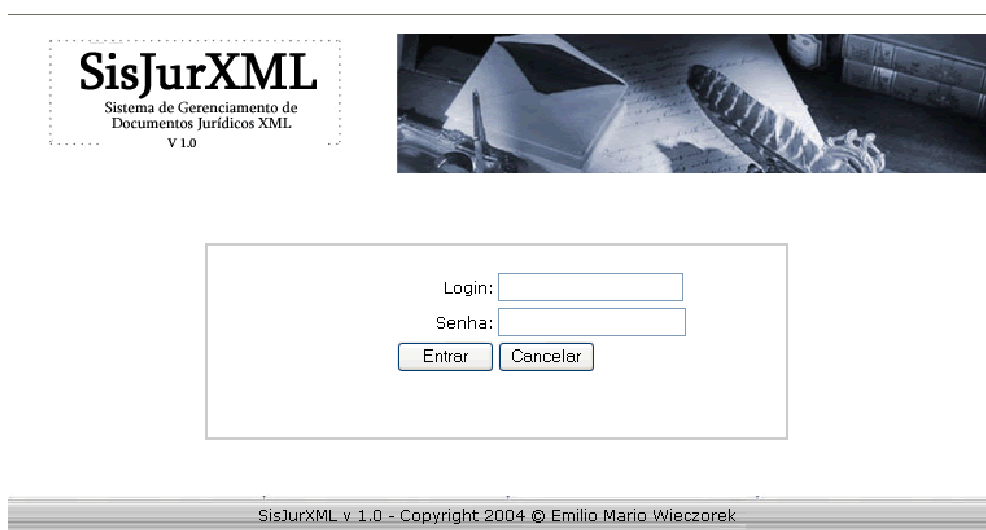 SisJurXML
Sistema de Gerenciamento de
Documentos Jurídicos XML
V 1.0
Login:
Senha:
Entrar
Cancelar
SisJurXML v 1.0 - Copyright 2004 © Emilio Mario Wieczorek